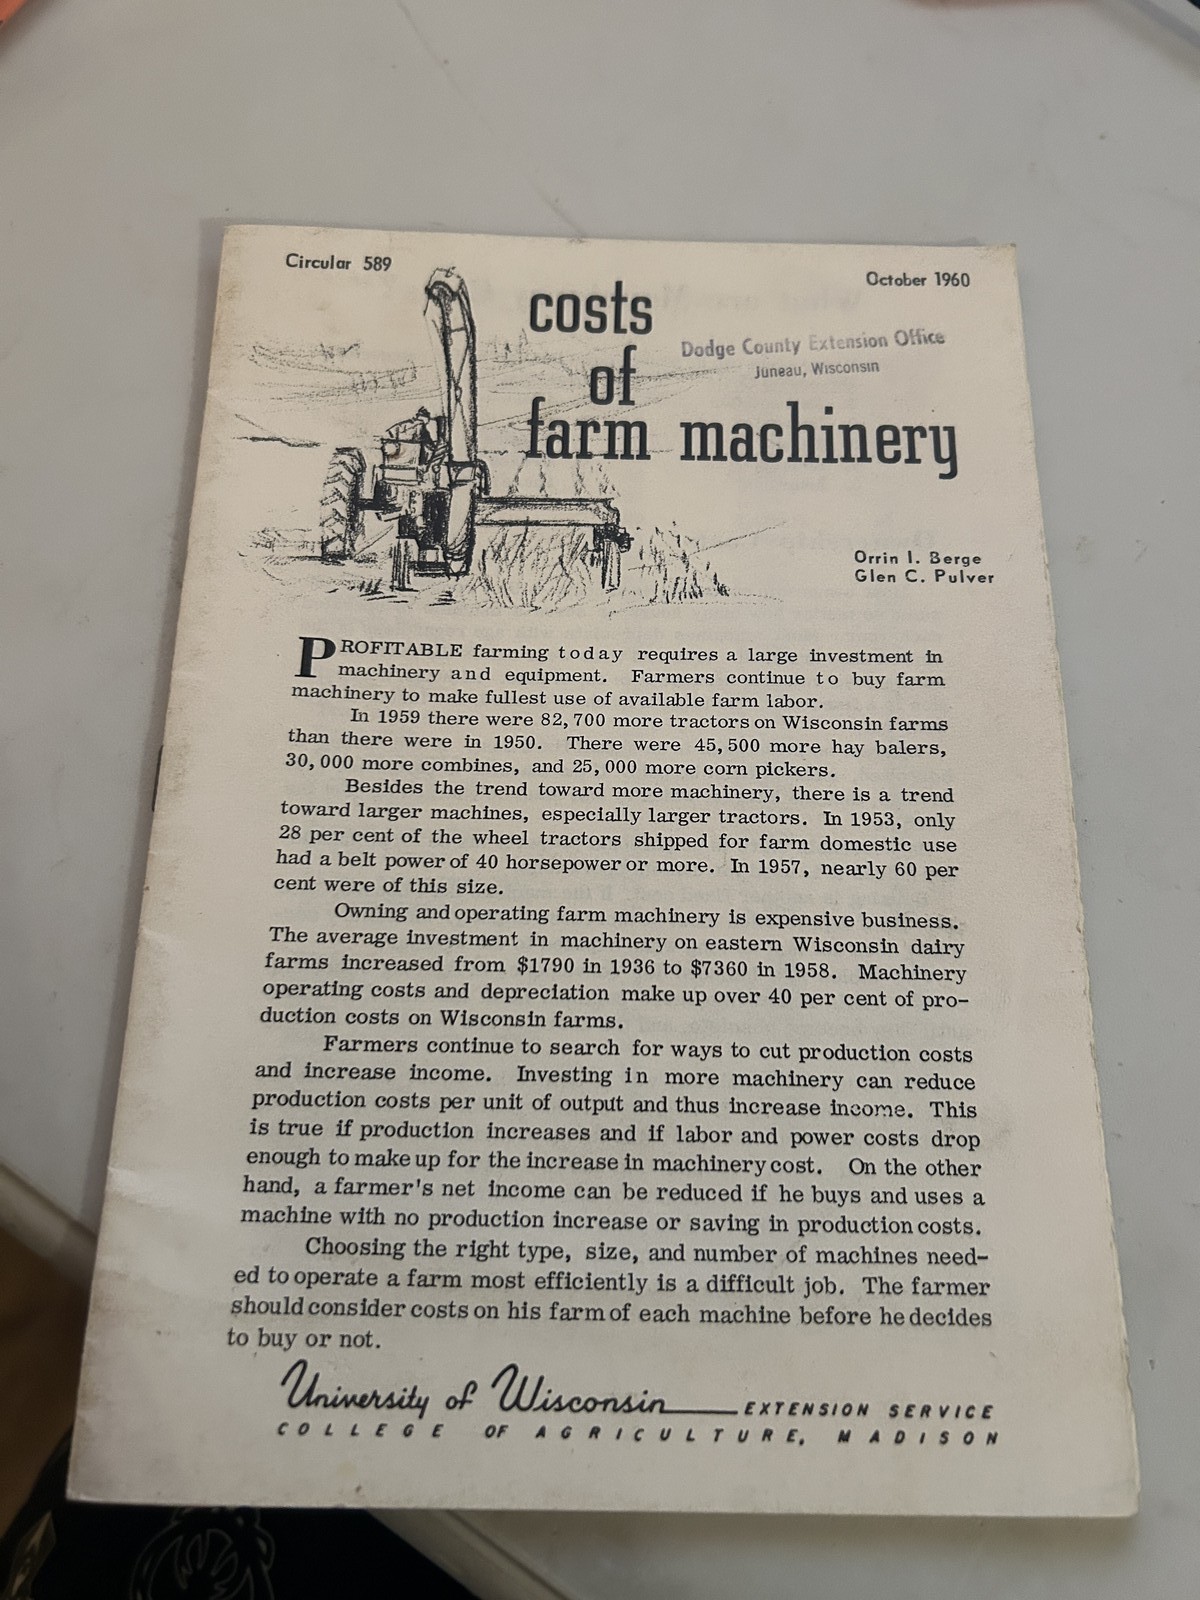 Circular 589
October 1960
costs
of
farm machinery
Dodge County Extension Office
Juneau, Wisconsin
Orrin I. Berge
Glen C. Pulver
PROFITABLE farming today requires a large investment in
machinery and equipment. Farmers continue to buy farm
machinery to make fullest use of available farm labor.
In 1959 there were 82,700 more tractors on Wisconsin farms
than there were in 1950. There were 45,500 more hay balers,
30,000 more combines, and 25,000 more corn pickers.
Besides the trend toward more machinery, there is a trend
toward larger machines, especially larger tractors. In 1953, only
28 per cent of the wheel tractors shipped for farm domestic use
had a belt power of 40 horsepower or more. In 1957, nearly 60 per
cent were of this size.
Owning and operating farm machinery is expensive business.
The average investment in machinery on eastern Wisconsin dairy
farms increased from $1790 in 1936 to $7360 in 1958. Machinery
operating costs and depreciation make up over 40 per cent of pro-
duction costs on Wisconsin farms.
Farmers continue to search for ways to cut production costs
and increase income. Investing in more machinery can reduce
production costs per unit of output and thus increase income. This
is true if production increases and if labor and power costs drop
enough to make up for the increase in machinery cost. On the other
hand, a farmer's net income can be reduced if he buys and uses a
machine with no production increase or saving in production costs.
Choosing the right type, size, and number of machines need-
ed to operate a farm most efficiently is a difficult job. The farmer
should consider costs on his farm of each machine before he decides
to buy or not.
University of Wisconsin EXTENSION SERVICE
COLLEGE OF AGRICULTURE, MADISON